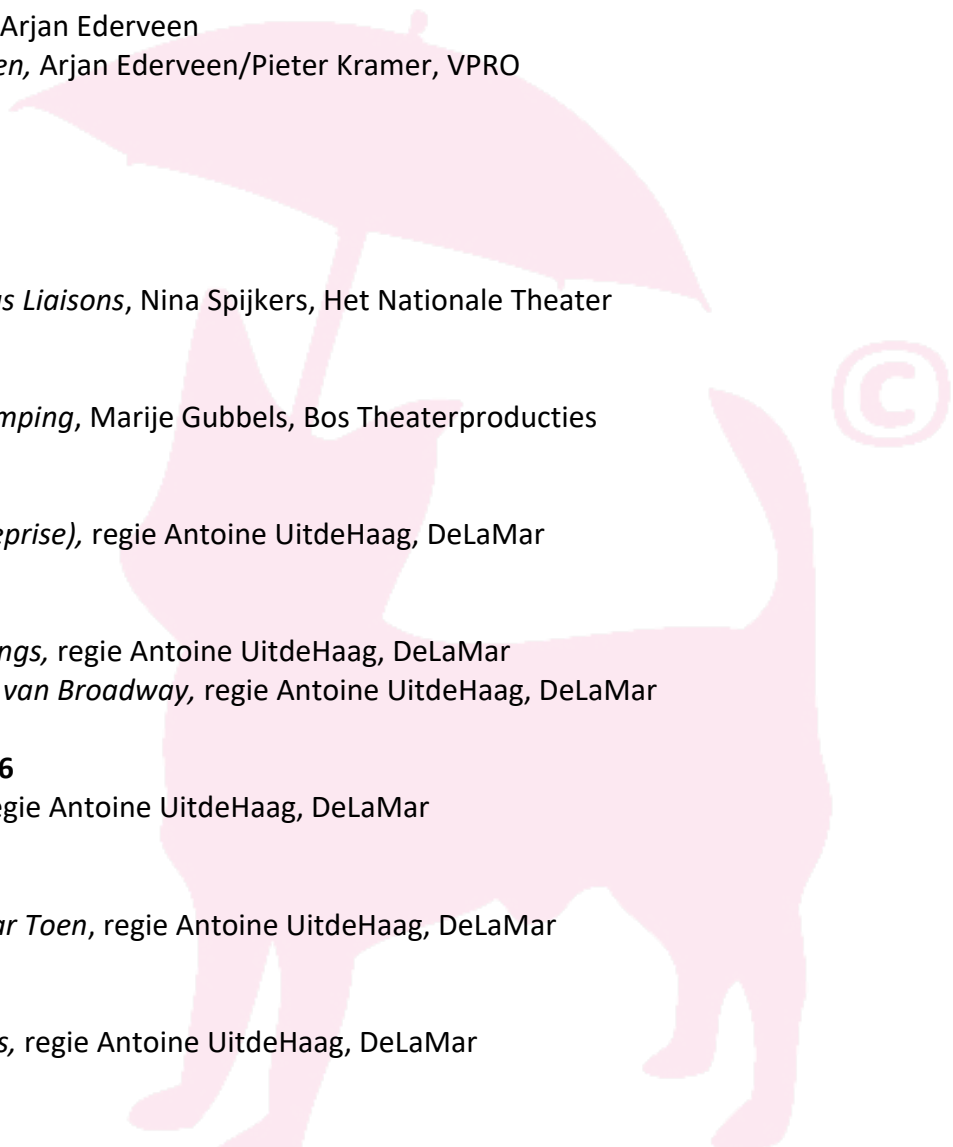 Arjan Ederveen
en, Arjan Ederveen/Pieter Kramer, VPRO
s Liaisons, Nina Spijkers, Het Nationale Theater
mping, Marije Gubbels, Bos Theaterproducties
eprise), regie Antoine UitdeHaag, DeLaMar
ngs, regie Antoine UitdeHaag, DeLaMar
van Broadway, regie Antoine UitdeHaag, DeLaMar
6
egie Antoine UitdeHaag, DeLaMar
ar Toen, regie Antoine UitdeHaag, DeLaMar
s, regie Antoine UitdeHaag, DeLaMar
©